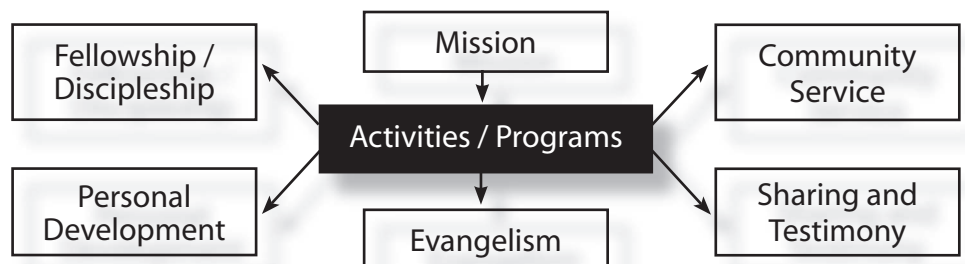 Fellowship /
Discipleship
Mission
Community
Service
Activities / Programs
Personal
Development
Evangelism
Sharing and
Testimony